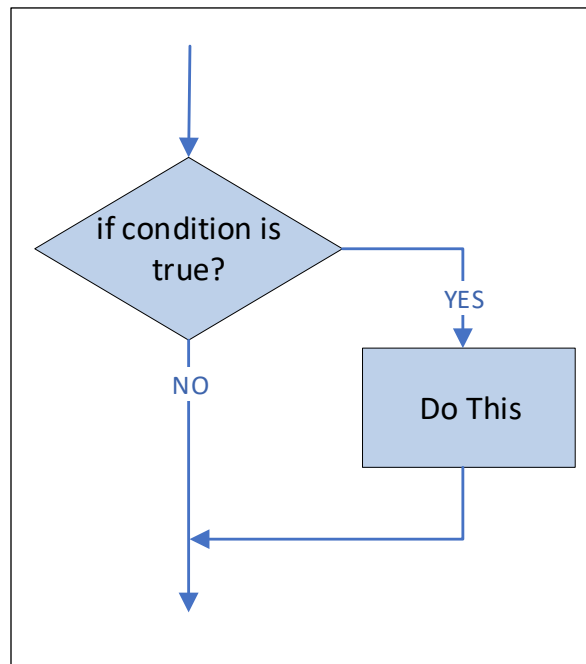 if condition is
true?
YES
NO
Do This